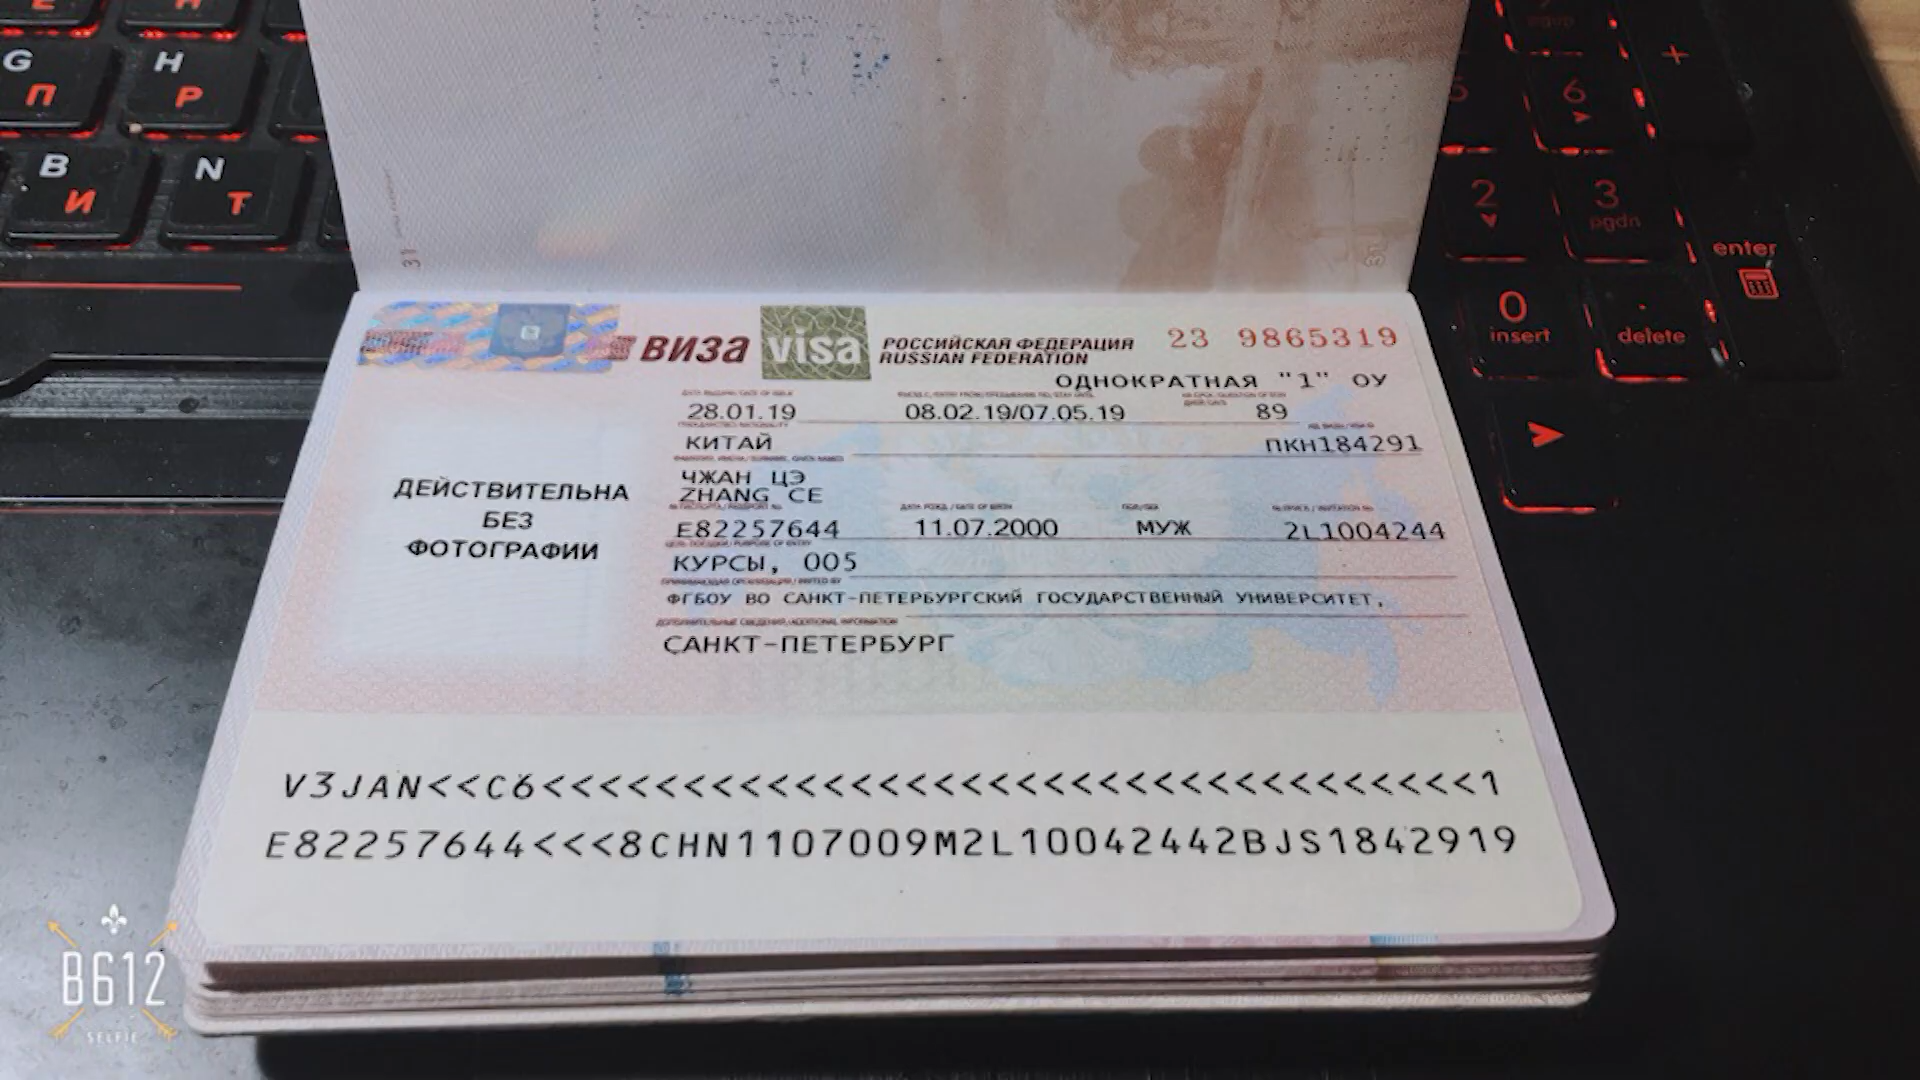 G
П
H
Р
B
И
N
Т
6
+
2
3
pgdn
enter
0
insert
.
delete
31
ВИЗА visa РОССИЙСКАЯ ФЕДЕРАЦИЯ
RUSSIAN FEDERATION
23 9865319
ОДНОКРАТНАЯ "1" ОУ
28.01.19 08.02.19/07.05.19 89
КИТАЙ ПКН184291
ЧЖАН ЦЭ
ZHANG CE
E82257644 11.07.2000 МУЖ 2L1004244
КУРСЫ, 005
ФГБОУ ВО САНКТ-ПЕТЕРБУРГСКИЙ ГОСУДАРСТВЕННЫЙ УНИВЕРСИТЕТ,
САНКТ-ПЕТЕРБУРГ
ДЕЙСТВИТЕЛЬНА
БЕЗ
ФОТОГРАФИИ
V3JAN<<C6<<<<<<<<<<<<<<<<<<<<<<<<<<<<<<<<<<1
E82257644<<<8CHN1107009M2L10042442BJS1842919
B612
SELFIE